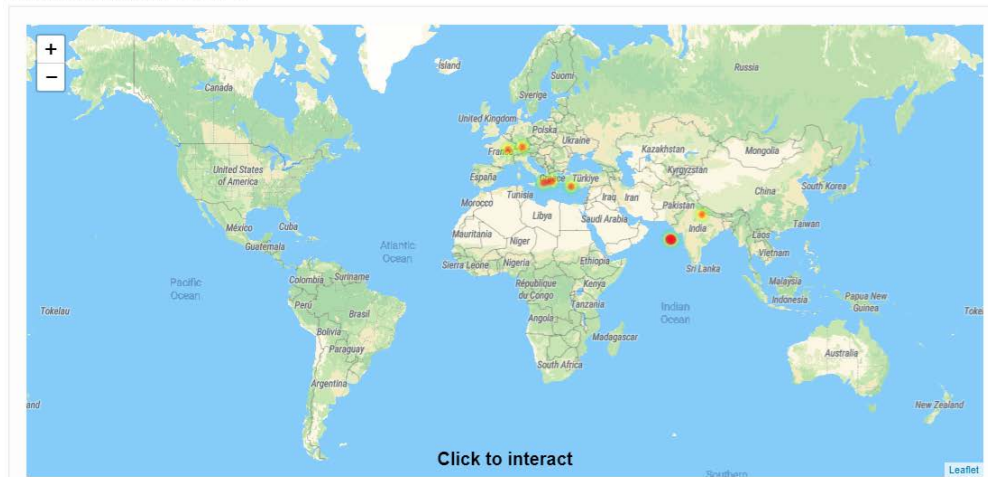 +
−
Island
Suomi
Russia
Sverige
Canada
United Kingdom
Polska
Ukraine
Kazakhstan
Mongolia
Kyrgyzstan
España
Türkiye
United States
of America
Tunisia
China
South Korea
Iraq
Iran
Morocco
Pakistan
Libya
Saudi Arabia
Taiwan
México
Cuba
Mauritania
Niger
India
Laos
Guatemala
Atlantic
Ocean
Vietnam
Sierra Leone
Nigeria
Ethiopia
Sri Lanka
Colombia
Suriname
République
du Congo
Kenya
Malaysia
Pacific
Ocean
Tanzania
Indonesia
Papua New
Guinea
Tokelau
Perú
Brasil
Angola
Indian
Ocean
Bolivia
Madagascar
Paraguay
Australia
South Africa
Argentina
New Zealand
Click to interact
Leaflet